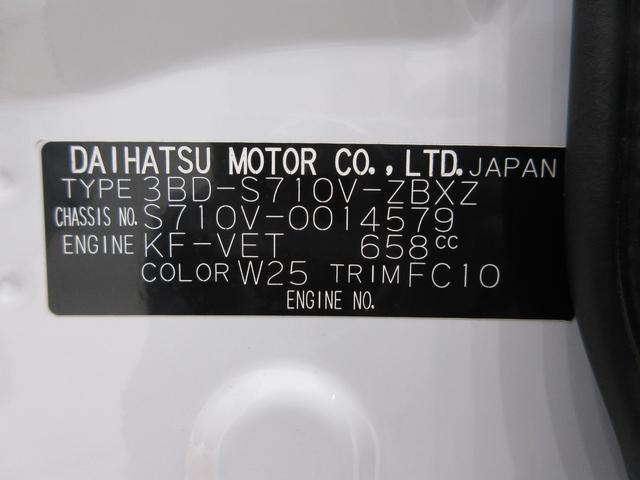 DAIHATSU MOTOR CO.,LTD. JAPAN
TYPE 3BD-S710V-ZBXZ
CHASSIS NO. S710V-0014579
ENGINE KF-VET 658cc
COLOR W25 TRIM FC10
ENGINE NO.